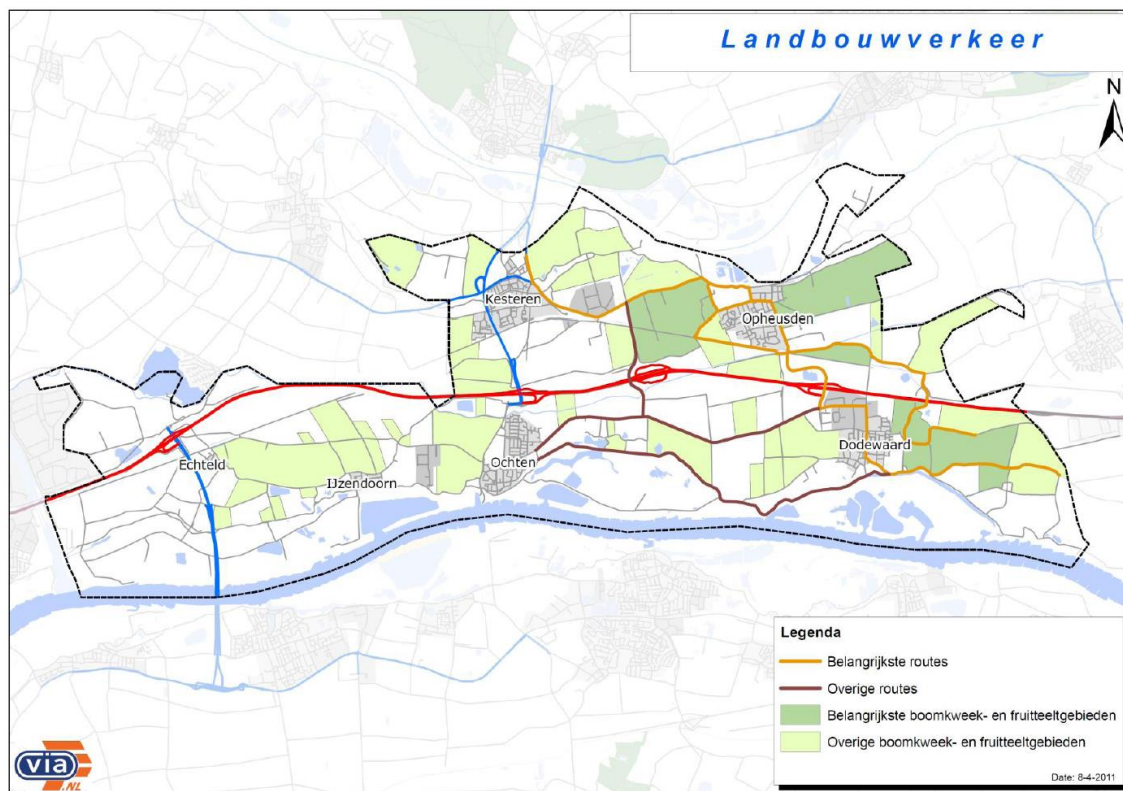 Landbouwverkeer
N
Kesteren
Opheusden
Dodewaard
Echteld
Ochten
IJzendoorn
Legenda
Belangrijkste routes
Overige routes
Belangrijkste boomkweek- en fruitteeltgebieden
Overige boomkweek- en fruitteeltgebieden
via
.NL
Date: 8-4-2011